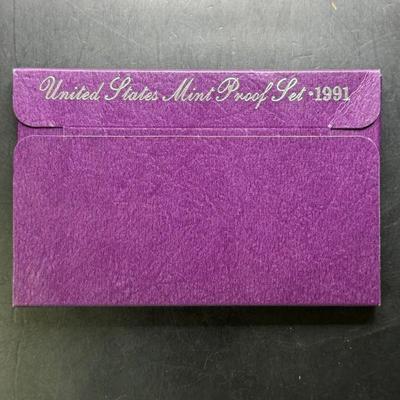 United States Mint Proof Set • 1991